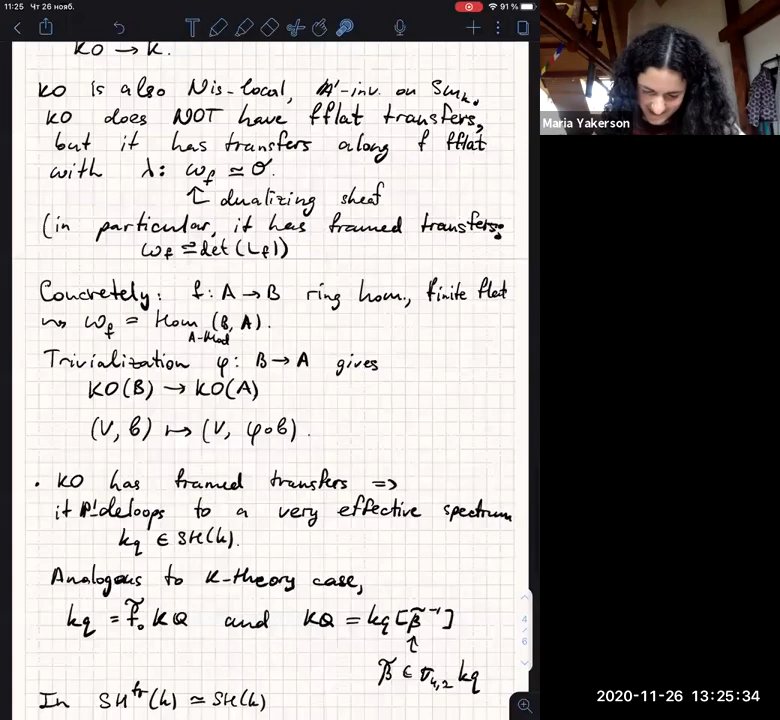 11:25 Чт 26 нояб.
91 %
KO → K.
KO is also Nis-local, A¹-inv. on Smₖ.
KO does NOT have fflat transfers,
but it has transfers along f fflat
with λ: ω_f ≃ O.
↑ dualizing sheaf
(in particular, it has framed transfers:
ω_f ≃ det(L_f))
Concretely: f: A → B ring hom., finite flat
⇝ ω_f = Hom_{A-Mod}(B, A).
Trivialization φ: B → A gives
KO(B) → KO(A)
(V, b) ↦ (V, φ∘b).
• KO has framed transfers ⇒
it P¹ deloops to a very effective spectrum
kq ∈ SH(k).
Analogous to K-theory case,
kq = f̃₀ KQ and KQ = kq[β̃⁻¹]
↑
β̃ ∈ π₈,₄ kq
In SH^fr(k) ≃ SH(k)
4 / 6
Maria Yakerson
2020-11-26 13:25:34